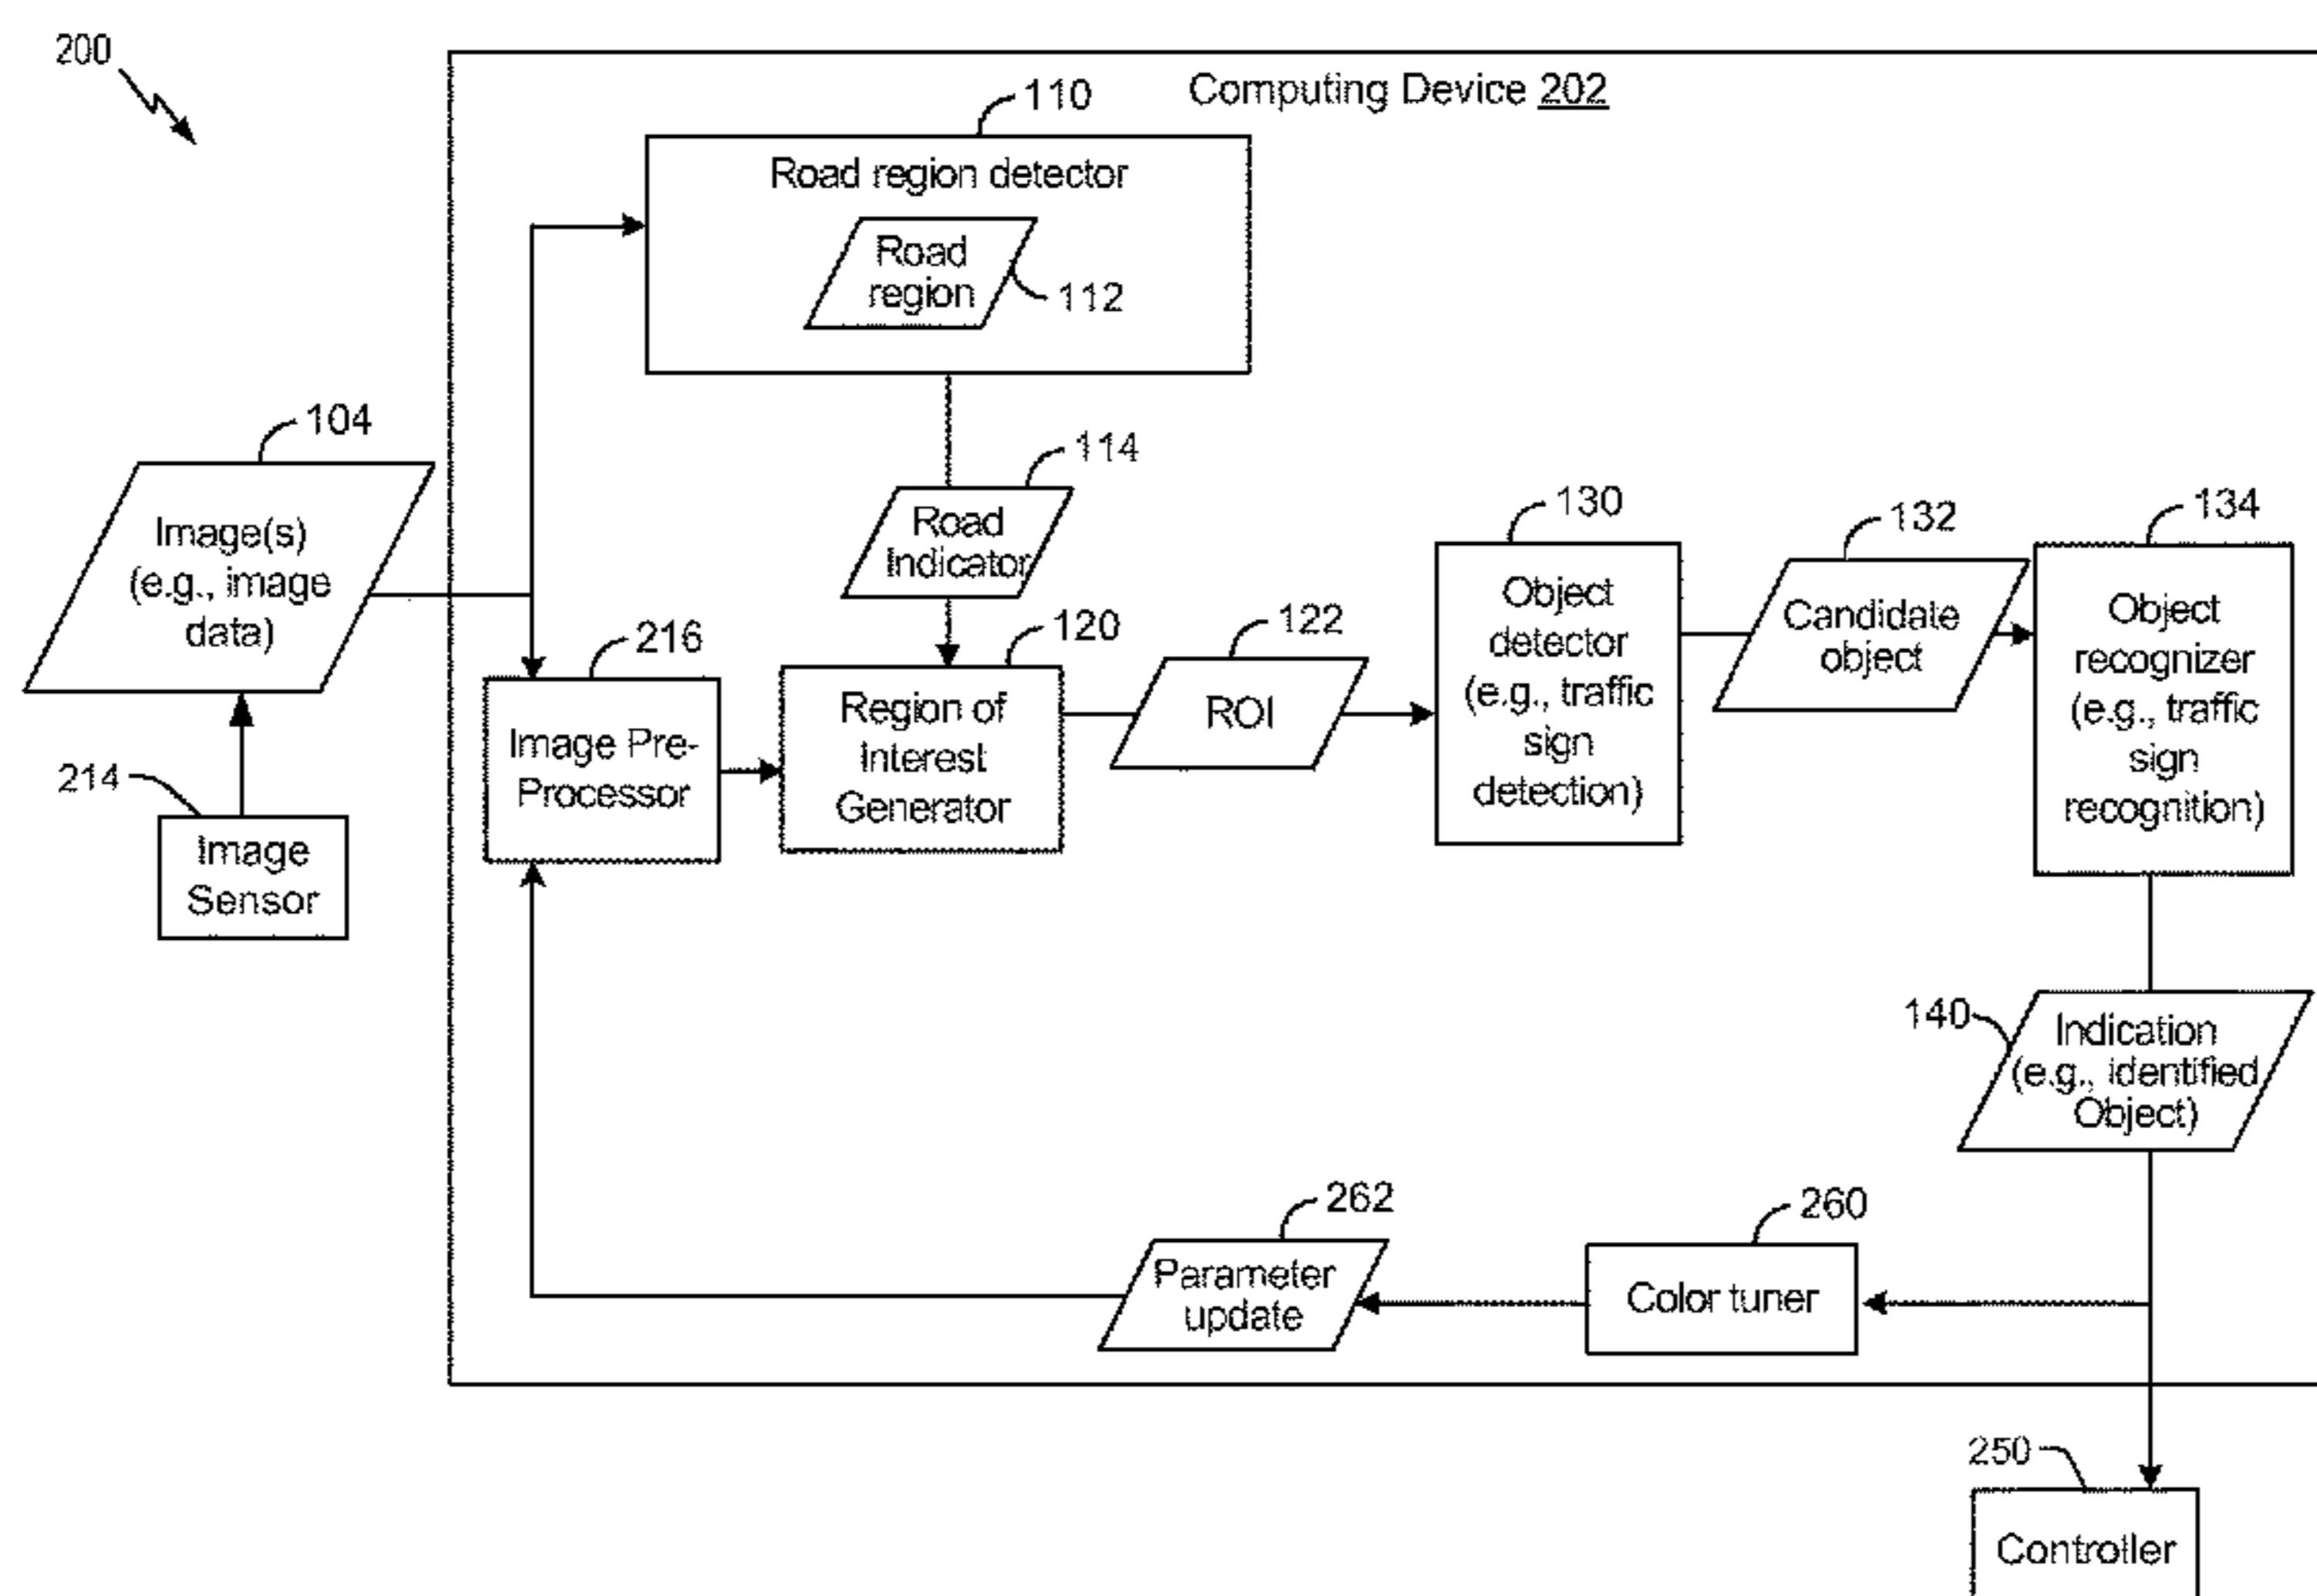 200
Computing Device 202
110
Road region detector
Road
region
112
104
Image(s)
(e.g., image
data)
114
Road
Indicator
130
132
134
Object
detector
(e.g., traffic
sign
detection)
Candidate
object
Object
recognizer
(e.g., traffic
sign
recognition)
216
120
122
Image Pre-
Processor
Region of
Interest
Generator
ROI
214
Image
Sensor
140
Indication
(e.g., identified
Object)
262
260
Parameter
update
Color tuner
250
Controller